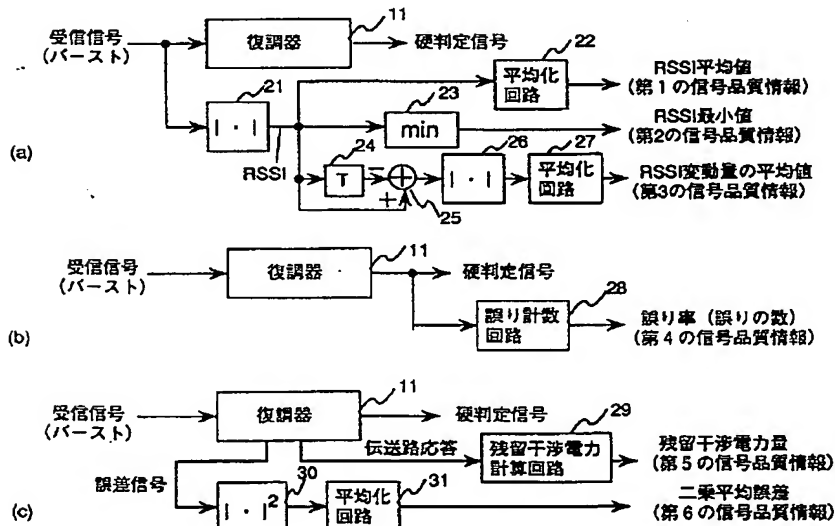 受信信号
(バースト)
復調器
11
硬判定信号
21
|・|
RSSI
22
平均化
回路
RSSI平均値
(第1の信号品質情報)
23
min
RSSI最小値
(第2の信号品質情報)
24
T
−
+
25
26
|・|
27
平均化
回路
RSSI変動量の平均値
(第3の信号品質情報)
(a)
受信信号
(バースト)
復調器
11
硬判定信号
28
誤り計数
回路
誤り率(誤りの数)
(第4の信号品質情報)
(b)
受信信号
(バースト)
復調器
11
硬判定信号
伝送路応答
29
残留干渉電力
計算回路
残留干渉電力量
(第5の信号品質情報)
誤差信号
30
|・|2
31
平均化
回路
二乗平均誤差
(第6の信号品質情報)
(c)